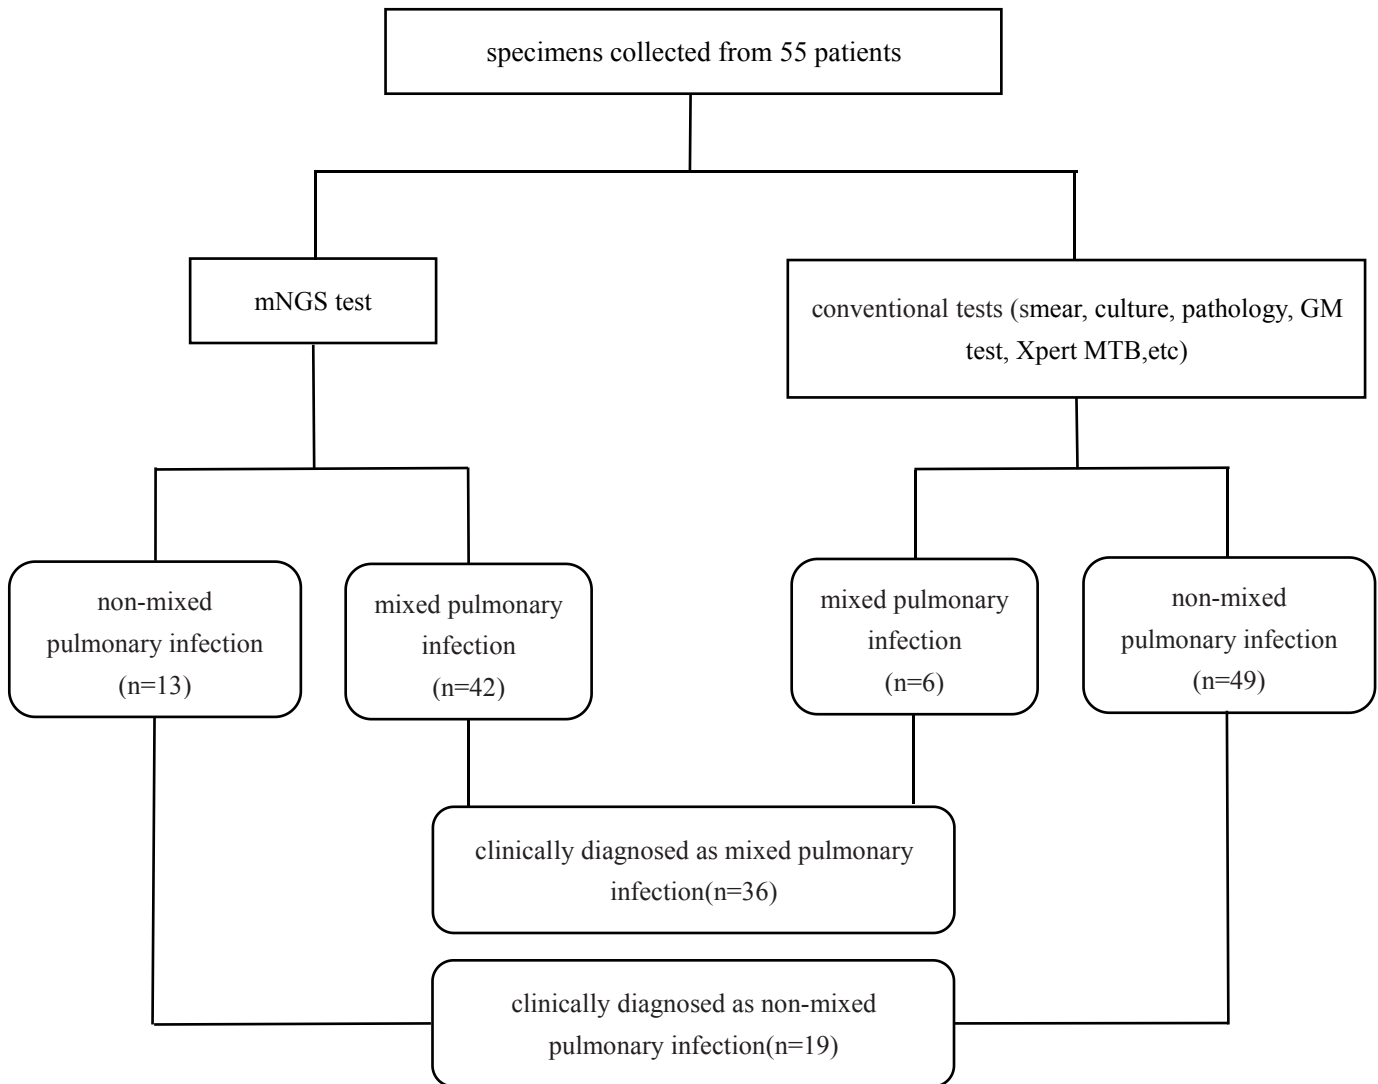 specimens collected from 55 patients
mNGS test
conventional tests (smear, culture, pathology, GM
test, Xpert MTB,etc)
non-mixed
pulmonary infection
(n=13)
mixed pulmonary
infection
(n=42)
mixed pulmonary
infection
(n=6)
non-mixed
pulmonary infection
(n=49)
clinically diagnosed as mixed pulmonary
infection(n=36)
clinically diagnosed as non-mixed
pulmonary infection(n=19)